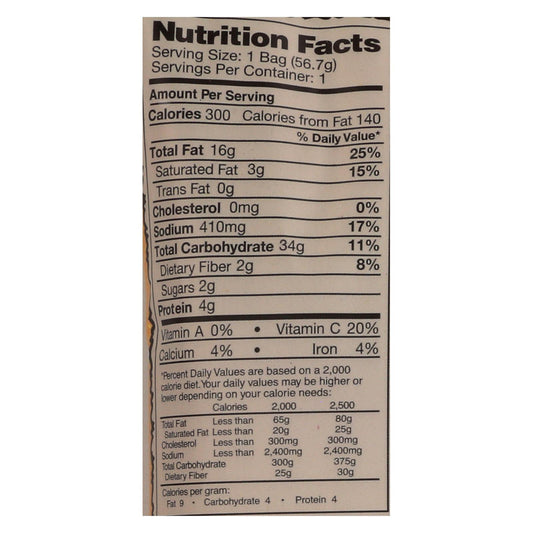 Nutrition Facts
Serving Size: 1 Bag (56.7g)
Servings Per Container: 1
Amount Per Serving
Calories 300 Calories from Fat 140
% Daily Value*
Total Fat 16g 25%
Saturated Fat 3g 15%
Trans Fat 0g
Cholesterol 0mg 0%
Sodium 410mg 17%
Total Carbohydrate 34g 11%
Dietary Fiber 2g 8%
Sugars 2g
Protein 4g
Vitamin A 0% • Vitamin C 20%
Calcium 4% • Iron 4%
*Percent Daily Values are based on a 2,000
calorie diet. Your daily values may be higher or
lower depending on your calorie needs:
Calories 2,000 2,500
Total Fat Less than 65g 80g
Saturated Fat Less than 20g 25g
Cholesterol Less than 300mg 300mg
Sodium Less than 2,400mg 2,400mg
Total Carbohydrate 300g 375g
Dietary Fiber 25g 30g
Calories per gram:
Fat 9 • Carbohydrate 4 • Protein 4